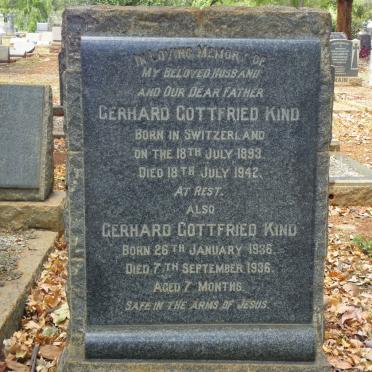 In Loving Memory of
My Beloved Husband
and Our Dear Father
Gerhard Gottfried Kind
Born in Switzerland
on the 18th July 1893.
Died 18th July 1942.
At Rest.
Also
Gerhard Gottfried Kind
Born 26th January 1936.
Died 7th September 1936.
Aged 7 Months.
Safe in the Arms of Jesus.